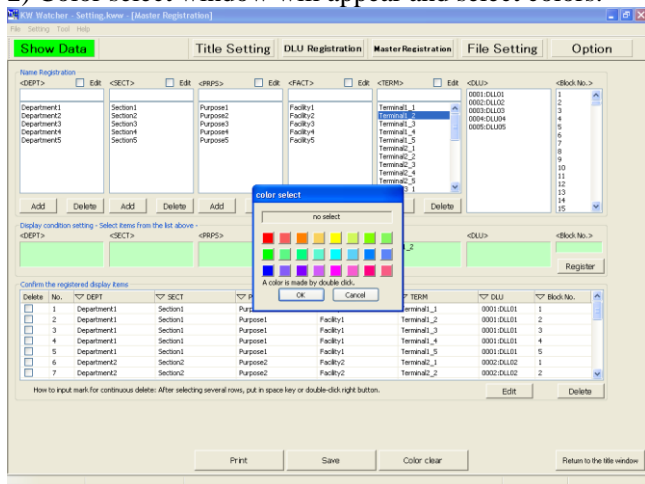 2) Color select window will appear and select colors.
KW Watcher - Setting.kww - [Master Registration]
File Setting Tool Help
Show Data Title Setting DLU Registration Master Registration File Setting Option
Name Registration
<DEPT> Edit <SECT> Edit <PRPS> Edit <FACT> Edit <TERM> Edit <DLU> <Block No.>
Department1
Department2
Department3
Department4
Department5
Section1
Section2
Section3
Section4
Section5
Purpose1
Purpose2
Purpose3
Purpose4
Purpose5
Facility1
Facility2
Facility3
Facility4
Facility5
Terminal1_1
Terminal1_2
Terminal1_3
Terminal1_4
Terminal1_5
Terminal2_1
Terminal2_2
Terminal2_3
Terminal2_4
Terminal2_5
3 1
0001:DLU01
0002:DLU02
0003:DLU03
0004:DLU04
0005:DLU05
1
2
3
4
5
6
7
8
9
10
11
12
13
14
15
Add Delete Add Delete Add Delete
color select
no select
A color is made by double click.
OK Cancel
Display condition setting - Select items from the list above -
<DEPT> <SECT> <PRPS> <DLU> <Block No.>
1_2
Register
Confirm the registered display items
Delete No. DEPT SECT P TERM DLU Block No.
1 Department1 Section1 Purp Terminal1_1 0001:DLU01 1
2 Department1 Section1 Purpose1 Facility1 Terminal1_2 0001:DLU01 2
3 Department1 Section1 Purpose1 Facility1 Terminal1_3 0001:DLU01 3
4 Department1 Section1 Purpose1 Facility1 Terminal1_4 0001:DLU01 4
5 Department1 Section1 Purpose1 Facility1 Terminal1_5 0001:DLU01 5
6 Department2 Section2 Purpose2 Facility2 Terminal2_1 0002:DLU02 1
7 Department2 Section2 Purpose2 Facility2 Terminal2_2 0002:DLU02 2
How to input mark for continuous delete: After selecting several rows, put in space key or double-click right button.
Edit Delete
Print Save Color clear Return to the title window